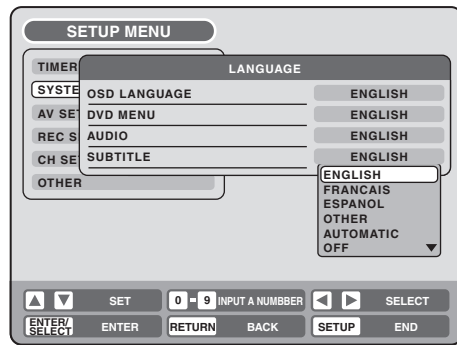 SETUP MENU
TIMER
SYSTE
AV SET
REC S
CH SE
OTHER
LANGUAGE
OSD LANGUAGE ENGLISH
DVD MENU ENGLISH
AUDIO ENGLISH
SUBTITLE ENGLISH
ENGLISH
FRANCAIS
ESPANOL
OTHER
AUTOMATIC
OFF
SET 0 - 9 INPUT A NUMBBER SELECT
ENTER/
SELECT ENTER RETURN BACK SETUP END